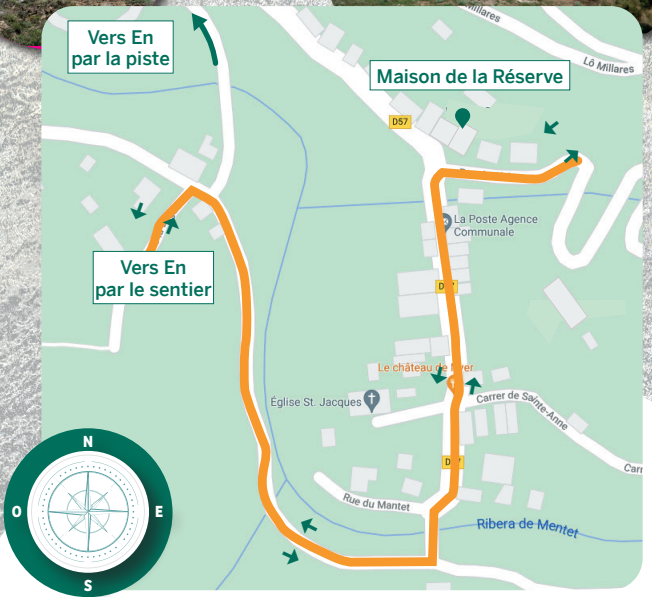 Vers En
par la piste
Millares
Lô Millares
Maison de la Réserve
D57
La Poste Agence
Communale
Vers En
par le sentier
Le château de Nyer
Église St. Jacques
Carrer de Sainte-Anne
Carr
Rue du Mantet
Ribera de Mentet
N
O
E
S